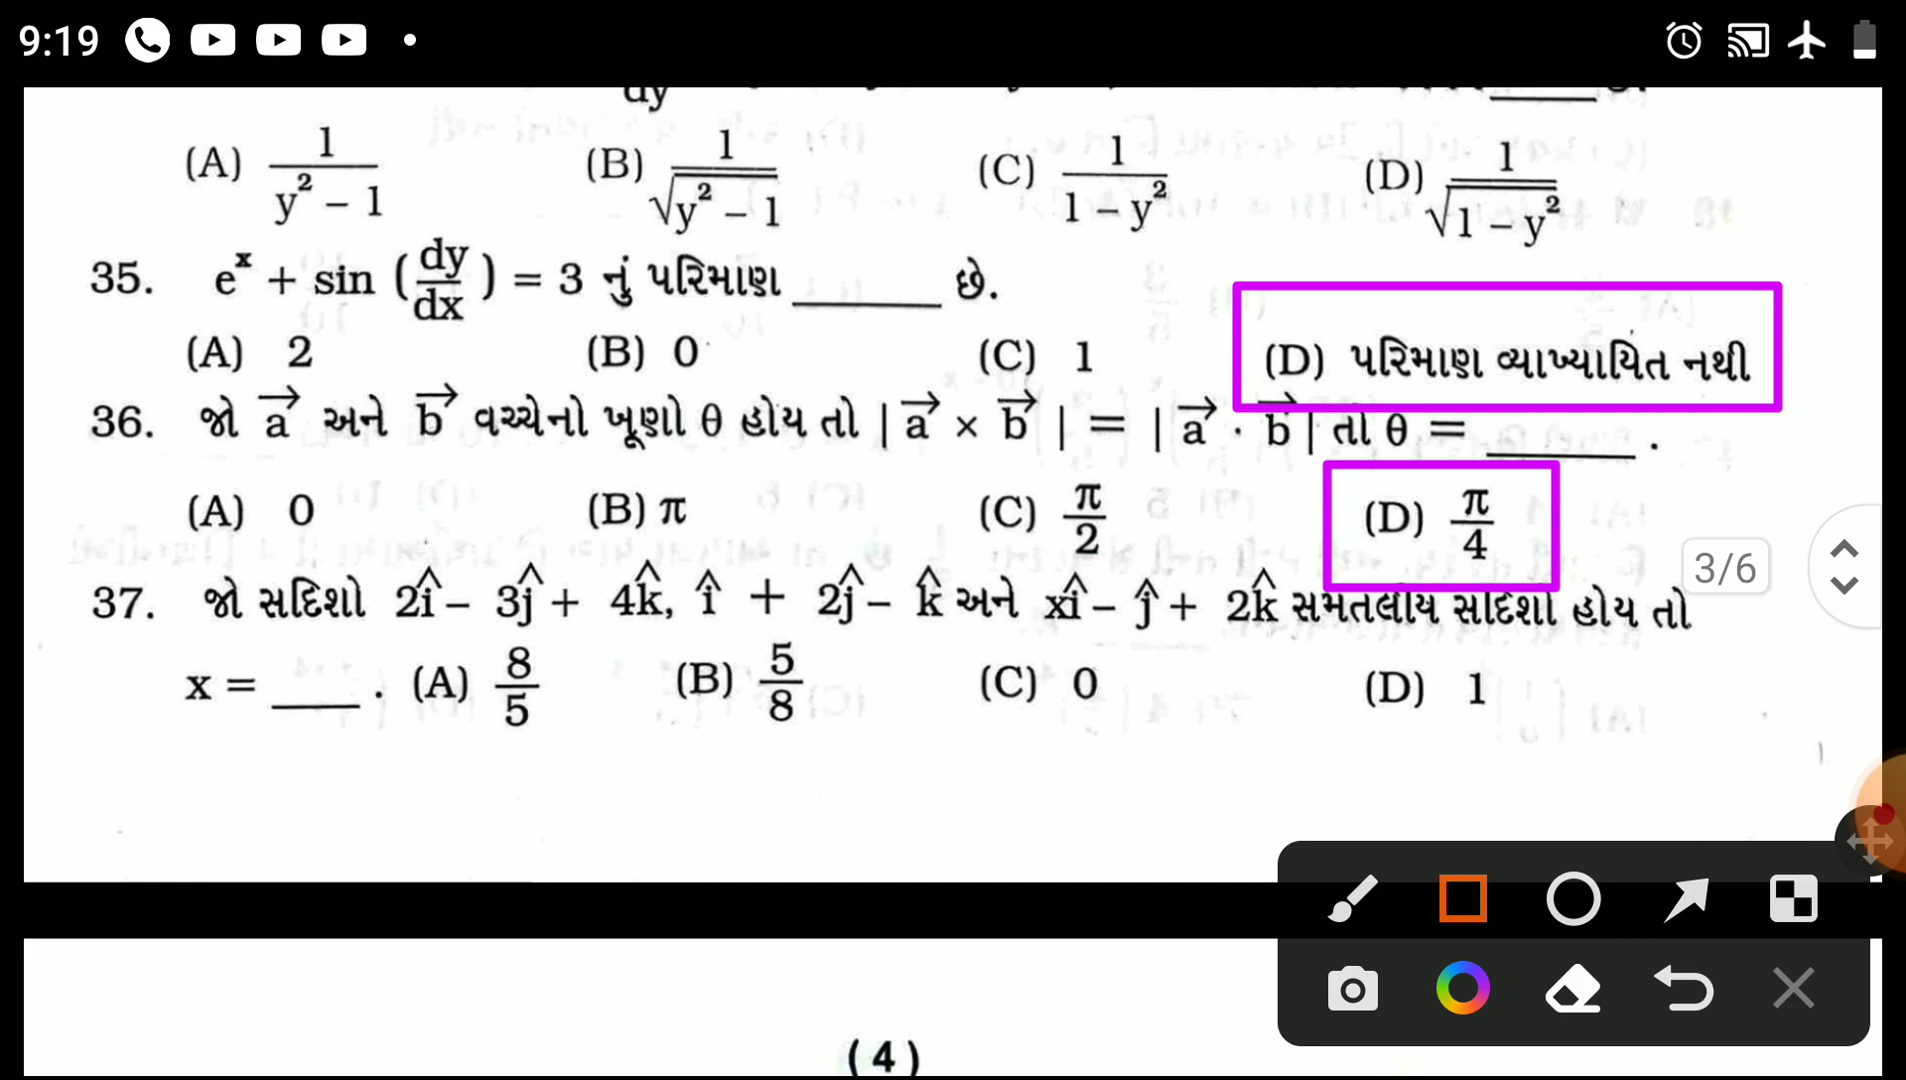 9:19
dy
(A) 1/(y² – 1) (B) 1/√(y² – 1) (C) 1/(1 – y²) (D) 1/√(1 – y²)
35. eˣ + sin (dy/dx) = 3 નું પરિમાણ ______ છે.
(A) 2 (B) 0 (C) 1 (D) પરિમાણ વ્યાખ્યાયિત નથી
36. જો a⃗ અને b⃗ વચ્ચેનો ખૂણો θ હોય તો | a⃗ × b⃗ | = | a⃗ · b⃗ | તો θ = ______ .
(A) 0 (B) π (C) π/2 (D) π/4
37. જો સદિશો 2î – 3ĵ + 4k̂, î + 2ĵ – k̂ અને xî – ĵ + 2k̂ સમતલીય સદિશો હોય તો
x = ____ . (A) 8/5 (B) 5/8 (C) 0 (D) 1
3/6
(4)